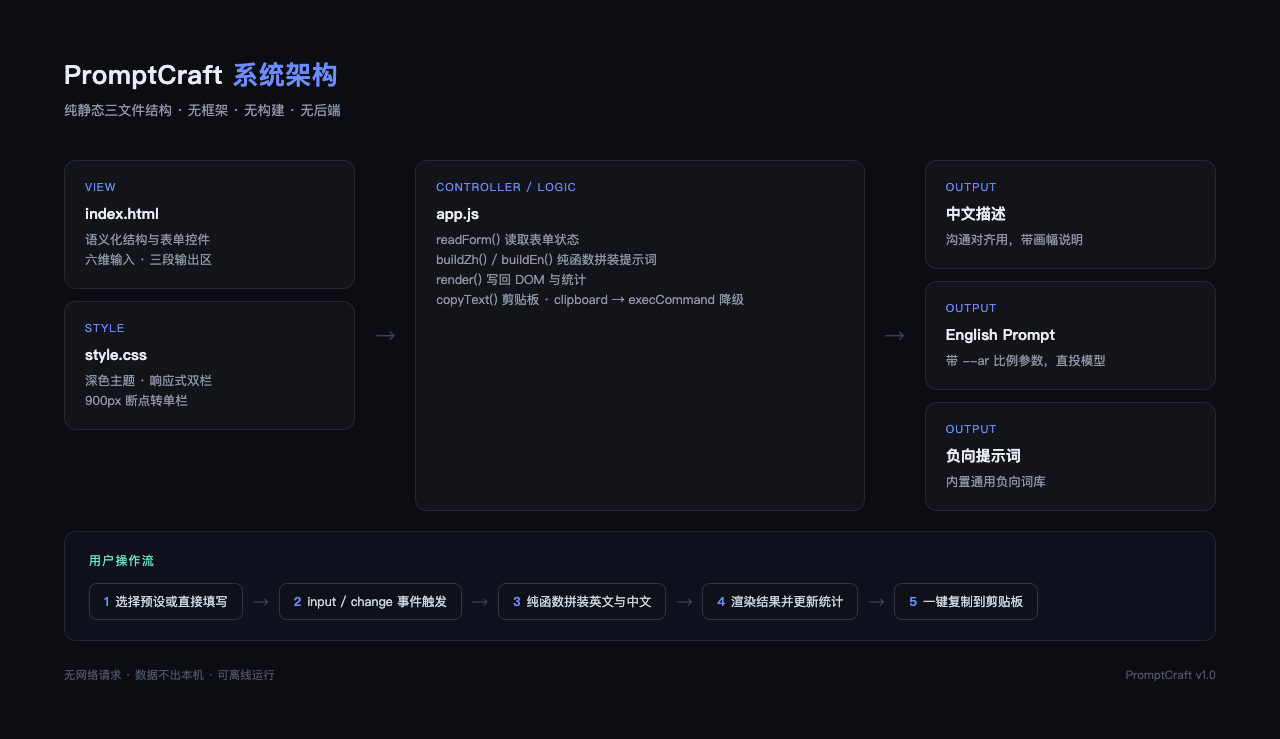 PromptCraft 系统架构
纯静态三文件结构 · 无框架 · 无构建 · 无后端
VIEW
index.html
语义化结构与表单控件
六维输入 · 三段输出区
STYLE
style.css
深色主题 · 响应式双栏
900px 断点转单栏
→
CONTROLLER / LOGIC
app.js
readForm() 读取表单状态
buildZh() / buildEn() 纯函数拼装提示词
render() 写回 DOM 与统计
copyText() 剪贴板 · clipboard → execCommand 降级
→
OUTPUT
中文描述
沟通对齐用，带画幅说明
OUTPUT
English Prompt
带 --ar 比例参数，直投模型
OUTPUT
负向提示词
内置通用负向词库
用户操作流
1 选择预设或直接填写 → 2 input / change 事件触发 → 3 纯函数拼装英文与中文 → 4 渲染结果并更新统计 → 5 一键复制到剪贴板
无网络请求 · 数据不出本机 · 可离线运行
PromptCraft v1.0